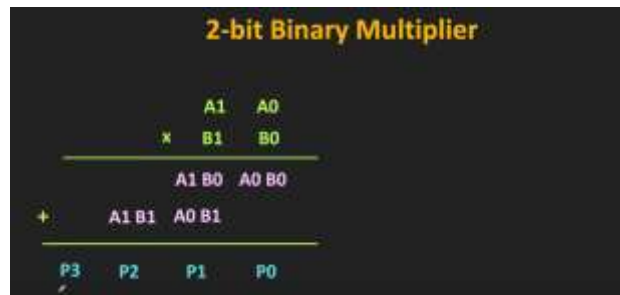 2-bit Binary Multiplier
A1 A0
x B1 B0
A1 B0 A0 B0
+ A1 B1 A0 B1
P3 P2 P1 P0